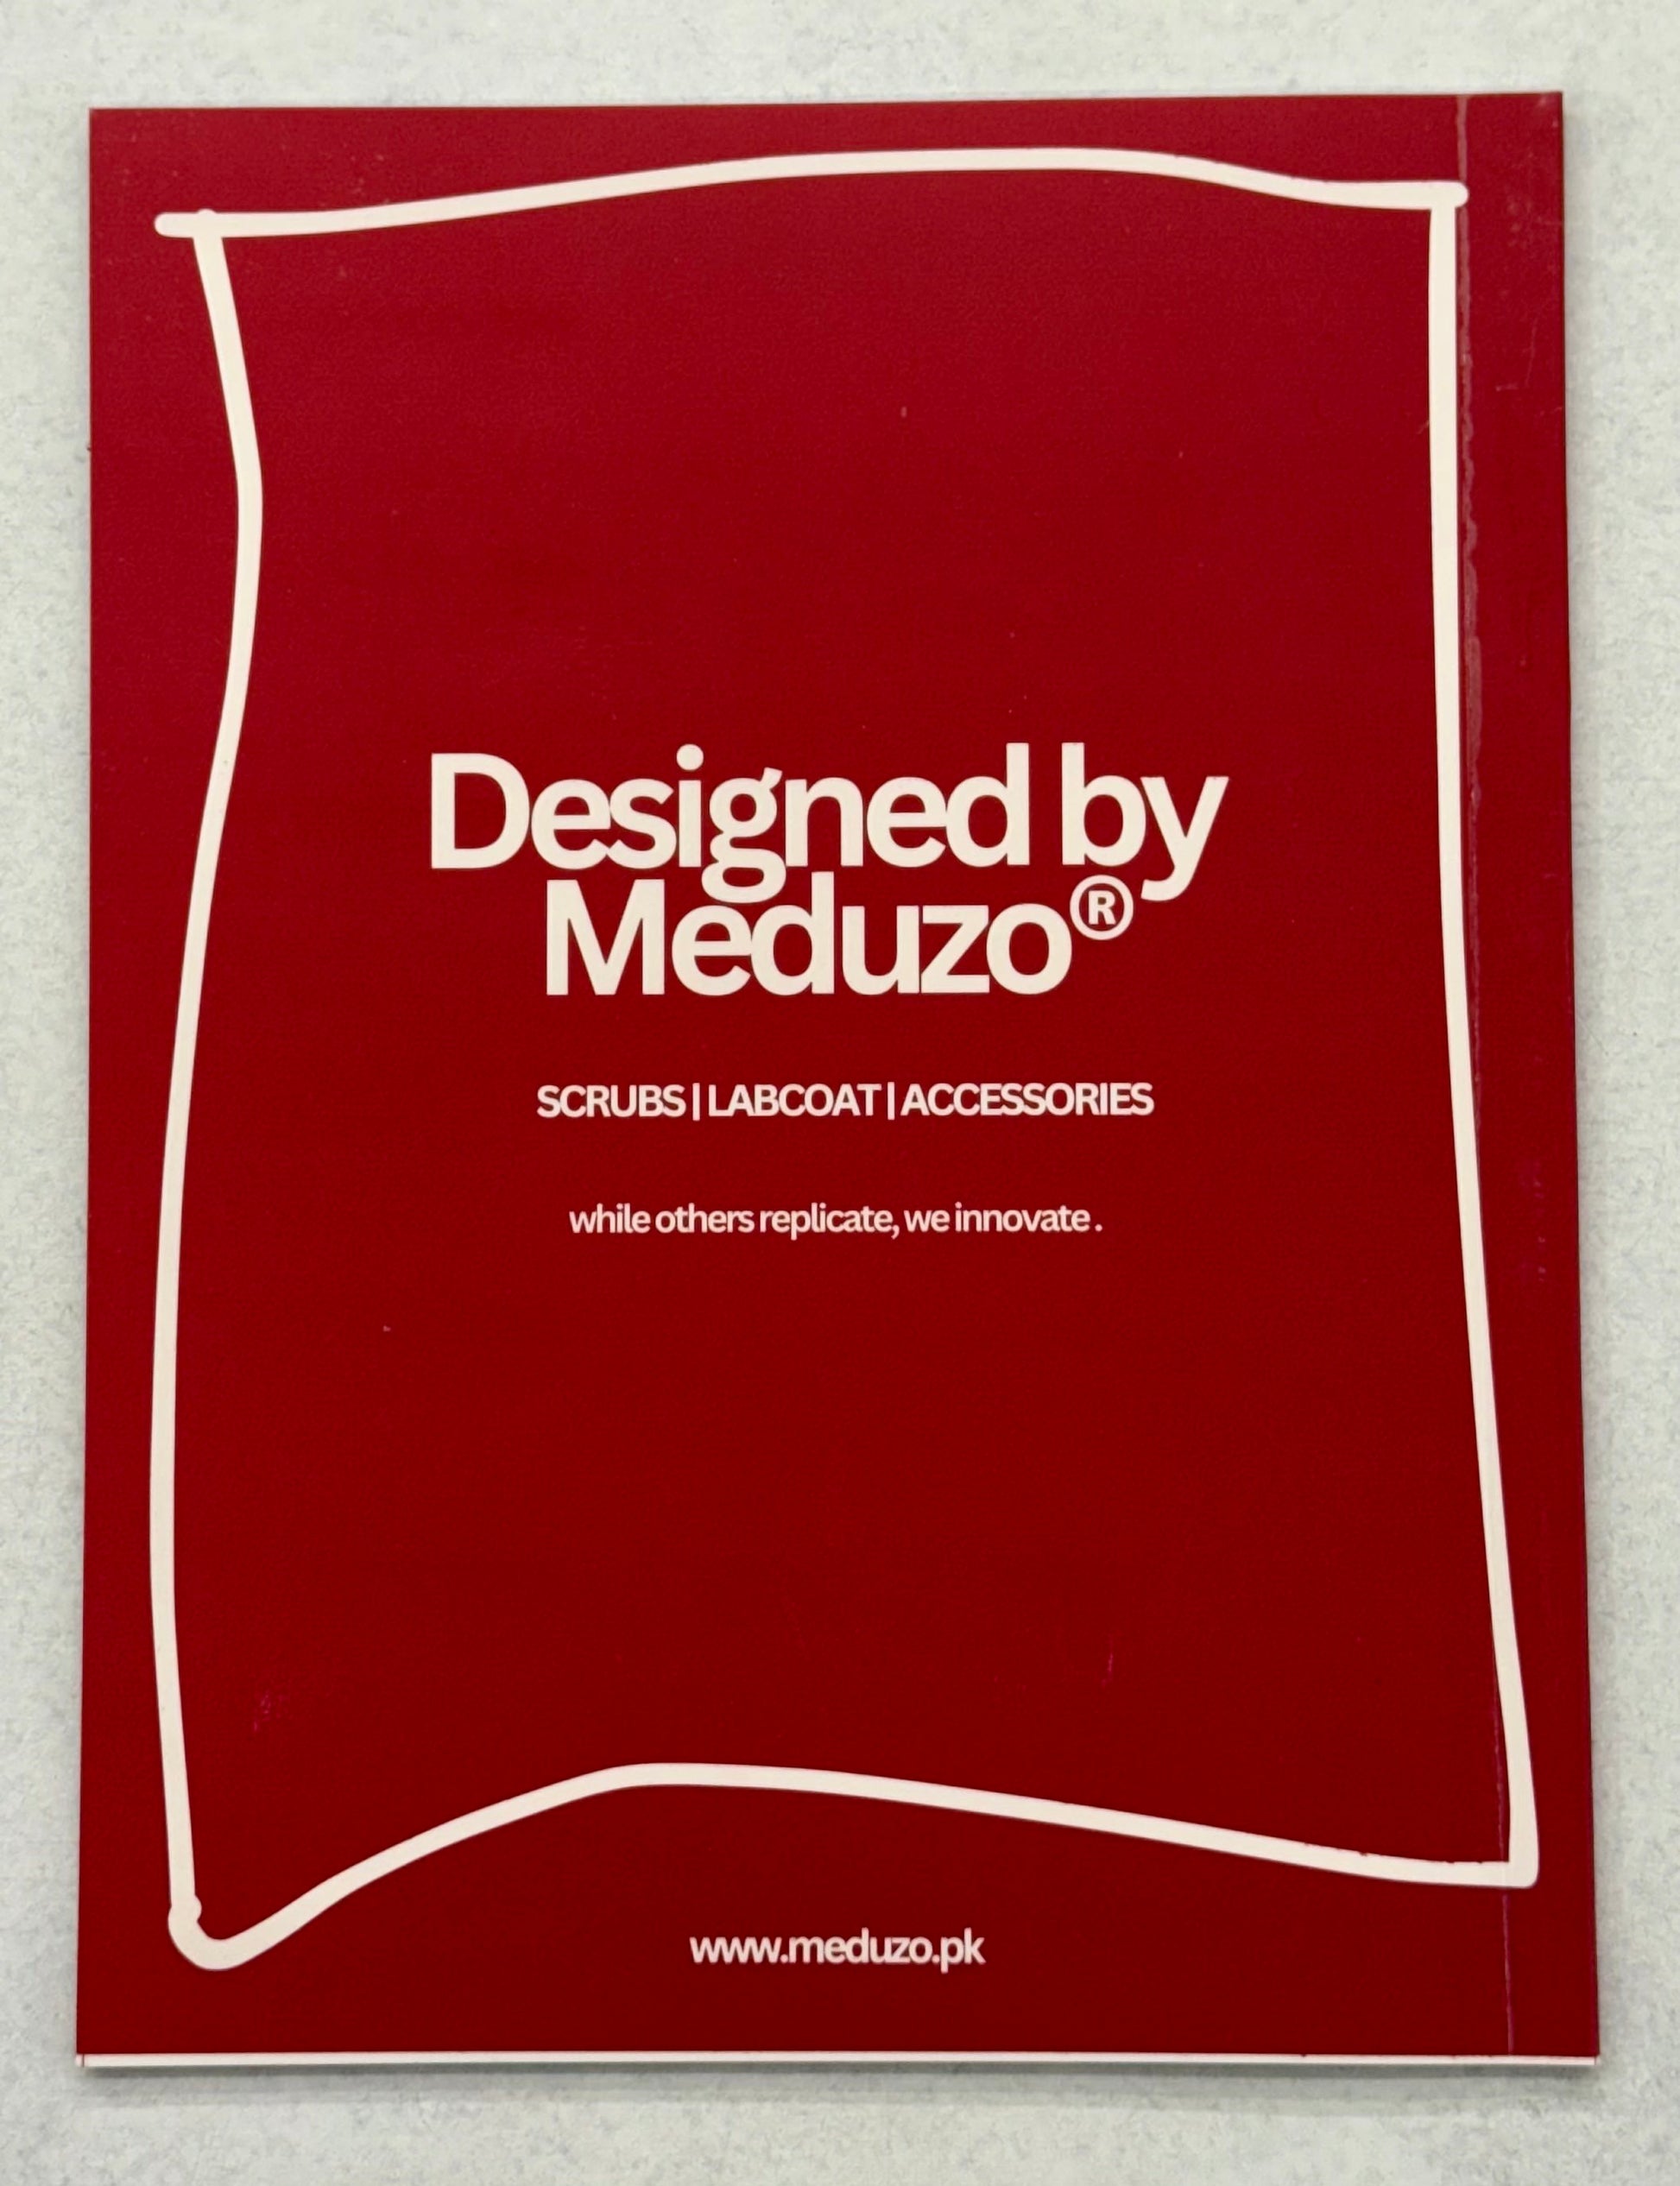 Designed by
Meduzo®
SCRUBS | LABCOAT | ACCESSORIES
while others replicate, we innovate .
www.meduzo.pk